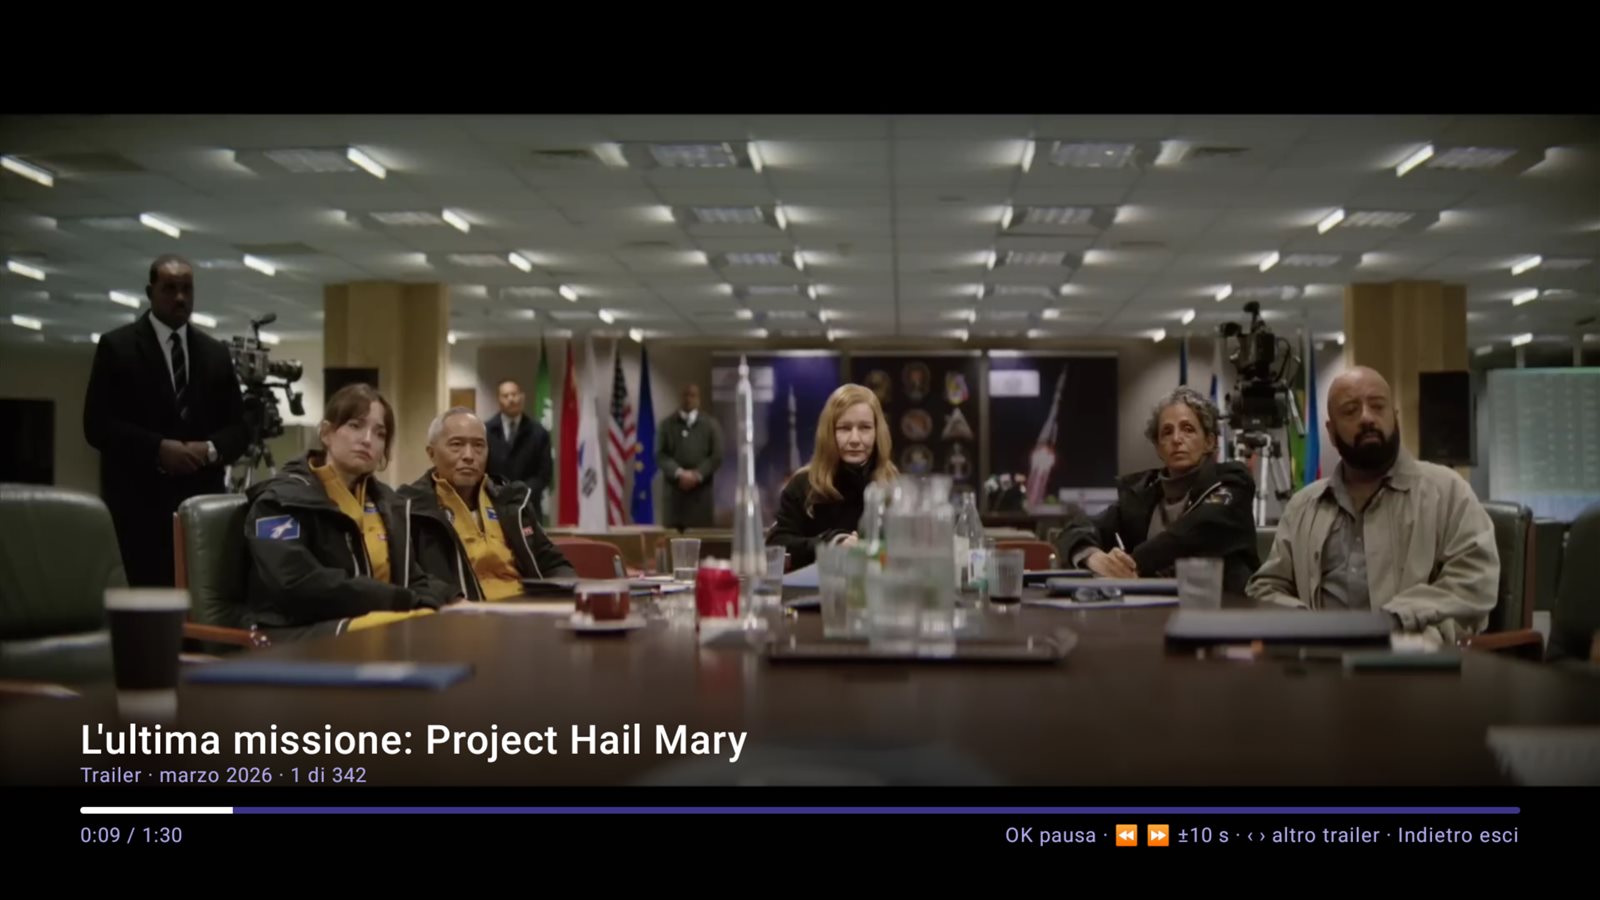 L'ultima missione: Project Hail Mary
Trailer · marzo 2026 · 1 di 342
0:09 / 1:30
OK pausa · ⏪ ⏩ ±10 s · ‹ › altro trailer · Indietro esci